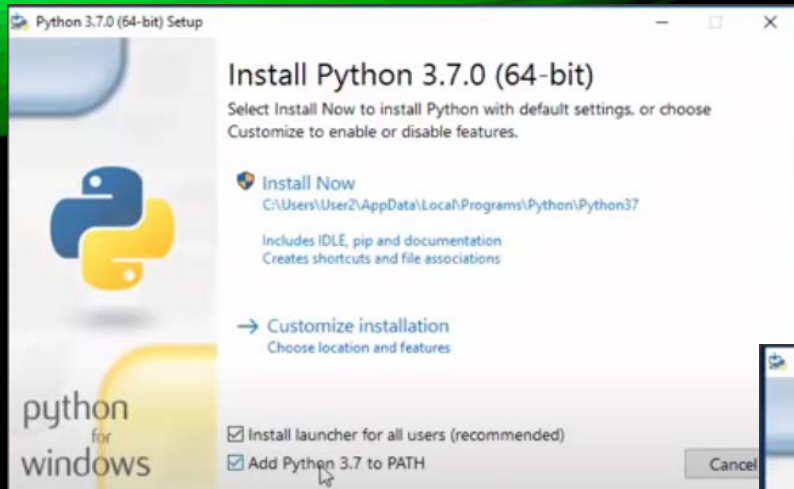 Python 3.7.0 (64-bit) Setup
Install Python 3.7.0 (64-bit)
Select Install Now to install Python with default settings, or choose
Customize to enable or disable features.
Install Now
C:\Users\User2\AppData\Local\Programs\Python\Python37
Includes IDLE, pip and documentation
Creates shortcuts and file associations
Customize installation
Choose location and features
python
for
windows
Install launcher for all users (recommended)
Add Python 3.7 to PATH
Cancel